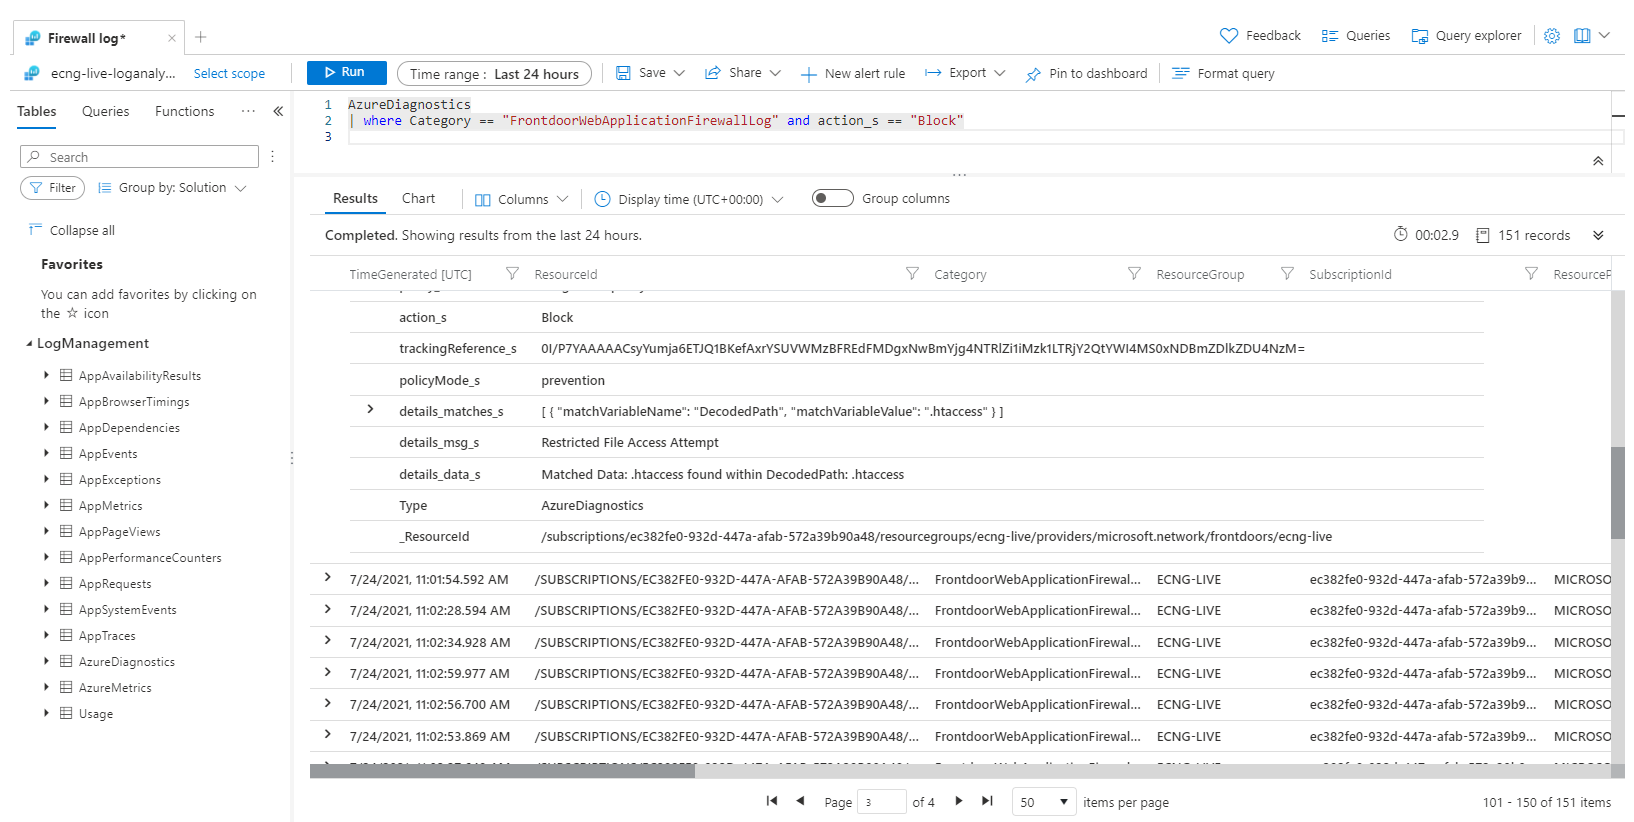 Firewall log*
Feedback
Queries
Query explorer
ecng-live-loganaly...
Select scope
Run
Time range : Last 24 hours
Save
Share
New alert rule
Export
Pin to dashboard
Format query
Tables
Queries
Functions
Search
Filter
Group by: Solution
Collapse all
Favorites
You can add favorites by clicking on
the ☆ icon
LogManagement
AppAvailabilityResults
AppBrowserTimings
AppDependencies
AppEvents
AppExceptions
AppMetrics
AppPageViews
AppPerformanceCounters
AppRequests
AppSystemEvents
AppTraces
AzureDiagnostics
AzureMetrics
Usage
1 AzureDiagnostics
2 | where Category == "FrontdoorWebApplicationFirewallLog" and action_s == "Block"
3
Results
Chart
Columns
Display time (UTC+00:00)
Group columns
Completed. Showing results from the last 24 hours.
00:02.9
151 records
TimeGenerated [UTC] ResourceId Category ResourceGroup SubscriptionId ResourceP
action_s Block
trackingReference_s 0I/P7YAAAAACsyYumja6ETJQ1BKefAxrYSUVWMzBFREdFMDgxNwBmYjg4NTRlZi1iMzk1LTRjY2QtYWI4MS0xNDBmZDlkZDU4NzM=
policyMode_s prevention
details_matches_s [ { "matchVariableName": "DecodedPath", "matchVariableValue": ".htaccess" } ]
details_msg_s Restricted File Access Attempt
details_data_s Matched Data: .htaccess found within DecodedPath: .htaccess
Type AzureDiagnostics
_ResourceId /subscriptions/ec382fe0-932d-447a-afab-572a39b90a48/resourcegroups/ecng-live/providers/microsoft.network/frontdoors/ecng-live
7/24/2021, 11:01:54.592 AM /SUBSCRIPTIONS/EC382FE0-932D-447A-AFAB-572A39B90A48/... FrontdoorWebApplicationFirewal... ECNG-LIVE ec382fe0-932d-447a-afab-572a39b9... MICROSO
7/24/2021, 11:02:28.594 AM /SUBSCRIPTIONS/EC382FE0-932D-447A-AFAB-572A39B90A48/... FrontdoorWebApplicationFirewal... ECNG-LIVE ec382fe0-932d-447a-afab-572a39b9... MICROSO
7/24/2021, 11:02:34.928 AM /SUBSCRIPTIONS/EC382FE0-932D-447A-AFAB-572A39B90A48/... FrontdoorWebApplicationFirewal... ECNG-LIVE ec382fe0-932d-447a-afab-572a39b9... MICROSO
7/24/2021, 11:02:59.977 AM /SUBSCRIPTIONS/EC382FE0-932D-447A-AFAB-572A39B90A48/... FrontdoorWebApplicationFirewal... ECNG-LIVE ec382fe0-932d-447a-afab-572a39b9... MICROSO
7/24/2021, 11:02:56.700 AM /SUBSCRIPTIONS/EC382FE0-932D-447A-AFAB-572A39B90A48/... FrontdoorWebApplicationFirewal... ECNG-LIVE ec382fe0-932d-447a-afab-572a39b9... MICROSO
7/24/2021, 11:02:53.869 AM /SUBSCRIPTIONS/EC382FE0-932D-447A-AFAB-572A39B90A48/... FrontdoorWebApplicationFirewal... ECNG-LIVE ec382fe0-932d-447a-afab-572a39b9... MICROSO
Page 3 of 4
50 items per page
101 - 150 of 151 items